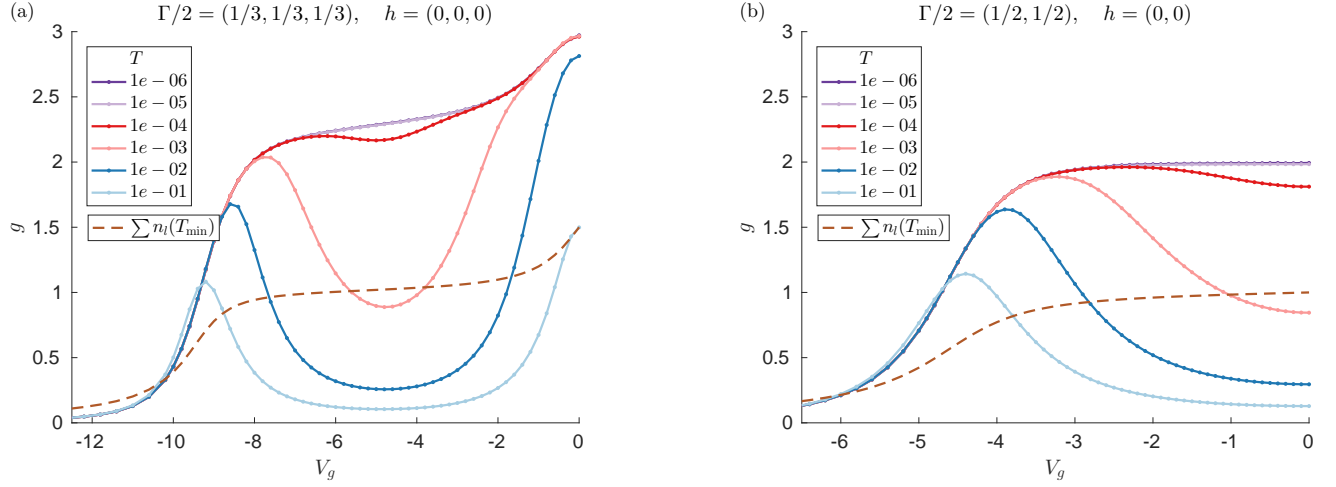 (a)
Γ/2 = (1/3, 1/3, 1/3), h = (0, 0, 0)
3
2.5
2
1.5
1
0.5
0
g
T
1e − 06
1e − 05
1e − 04
1e − 03
1e − 02
1e − 01
∑ n_l(T_min)
-12 -10 -8 -6 -4 -2 0
V_g
(b)
Γ/2 = (1/2, 1/2), h = (0, 0)
3
2.5
2
1.5
1
0.5
0
g
T
1e − 06
1e − 05
1e − 04
1e − 03
1e − 02
1e − 01
∑ n_l(T_min)
-6 -5 -4 -3 -2 -1 0
V_g